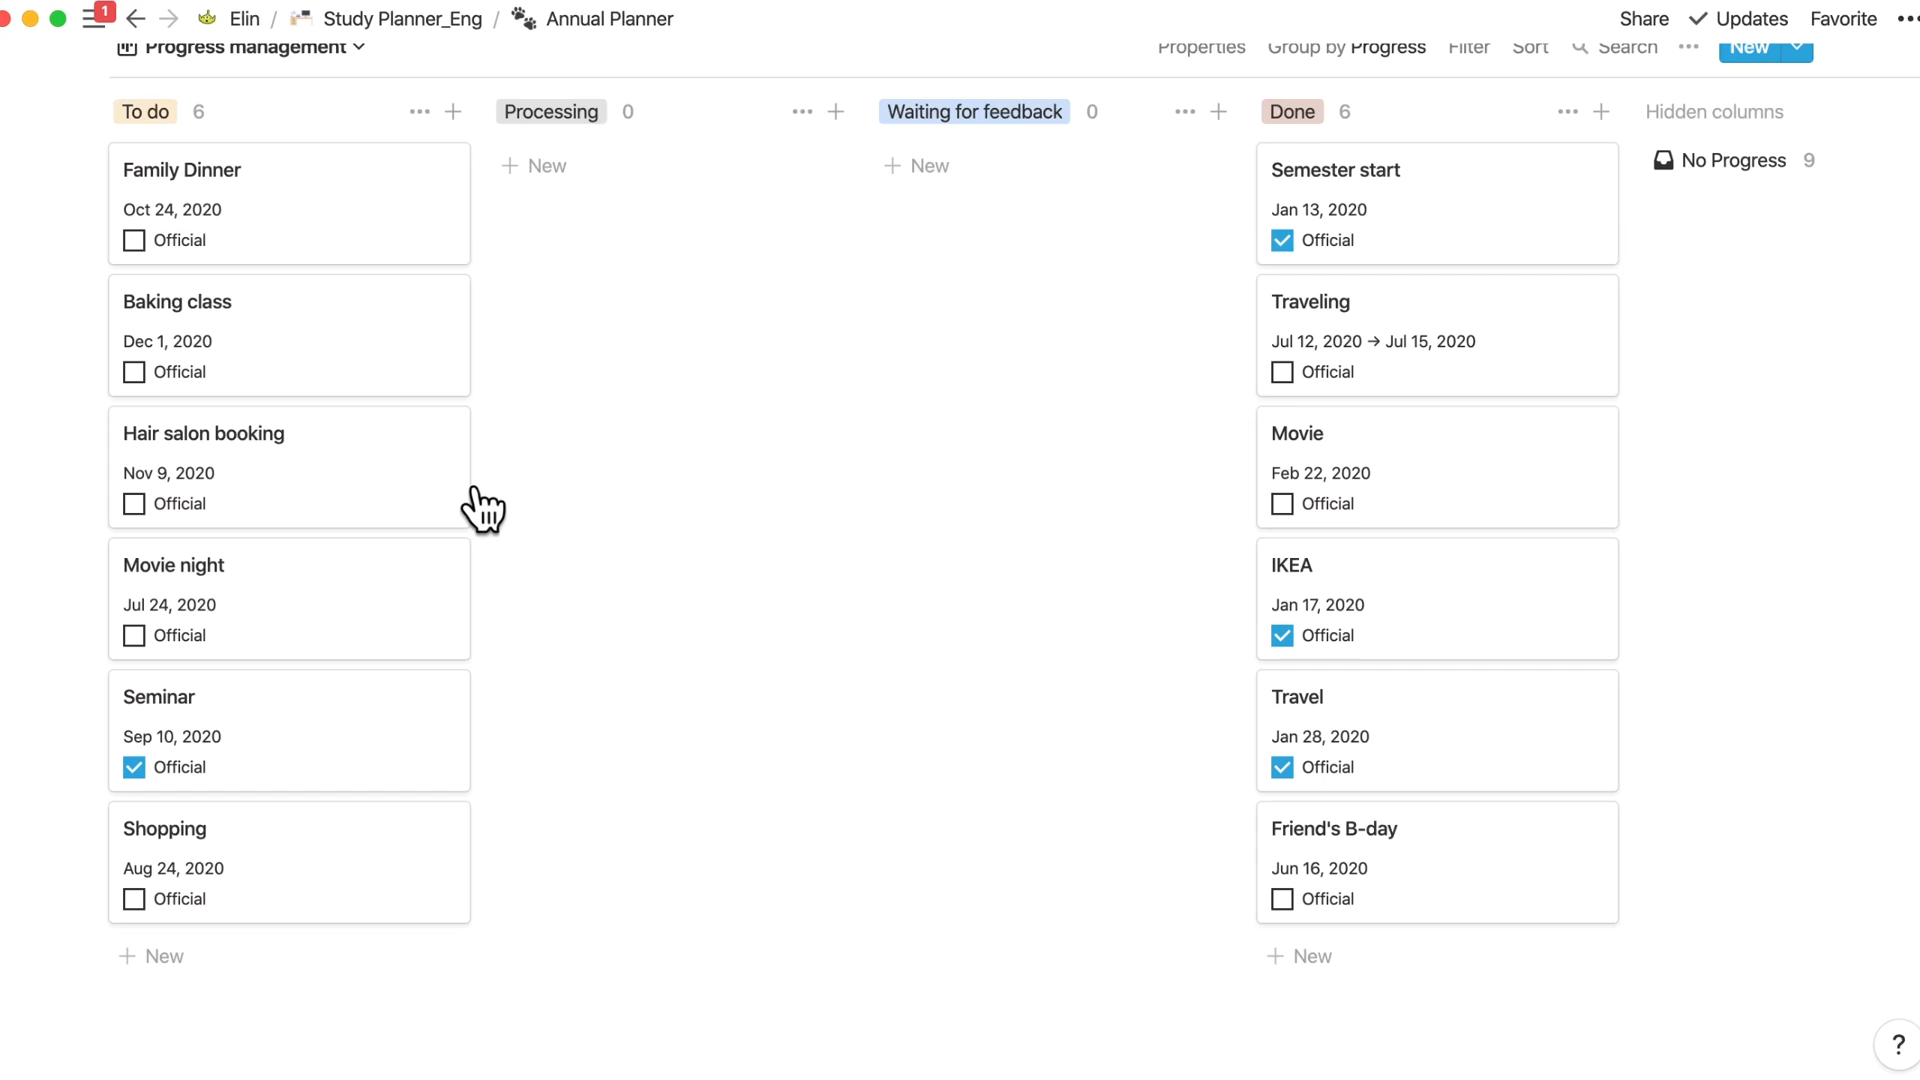 1 Elin / Study Planner_Eng / Annual Planner Share Updates Favorite
Progress management Properties Group by Progress Filter Sort Search New
To do 6
Family Dinner
Oct 24, 2020
Official
Baking class
Dec 1, 2020
Official
Hair salon booking
Nov 9, 2020
Official
Movie night
Jul 24, 2020
Official
Seminar
Sep 10, 2020
Official
Shopping
Aug 24, 2020
Official
+ New
Processing 0
+ New
Waiting for feedback 0
+ New
Done 6
Semester start
Jan 13, 2020
Official
Traveling
Jul 12, 2020 → Jul 15, 2020
Official
Movie
Feb 22, 2020
Official
IKEA
Jan 17, 2020
Official
Travel
Jan 28, 2020
Official
Friend's B-day
Jun 16, 2020
Official
+ New
Hidden columns
No Progress 9
?